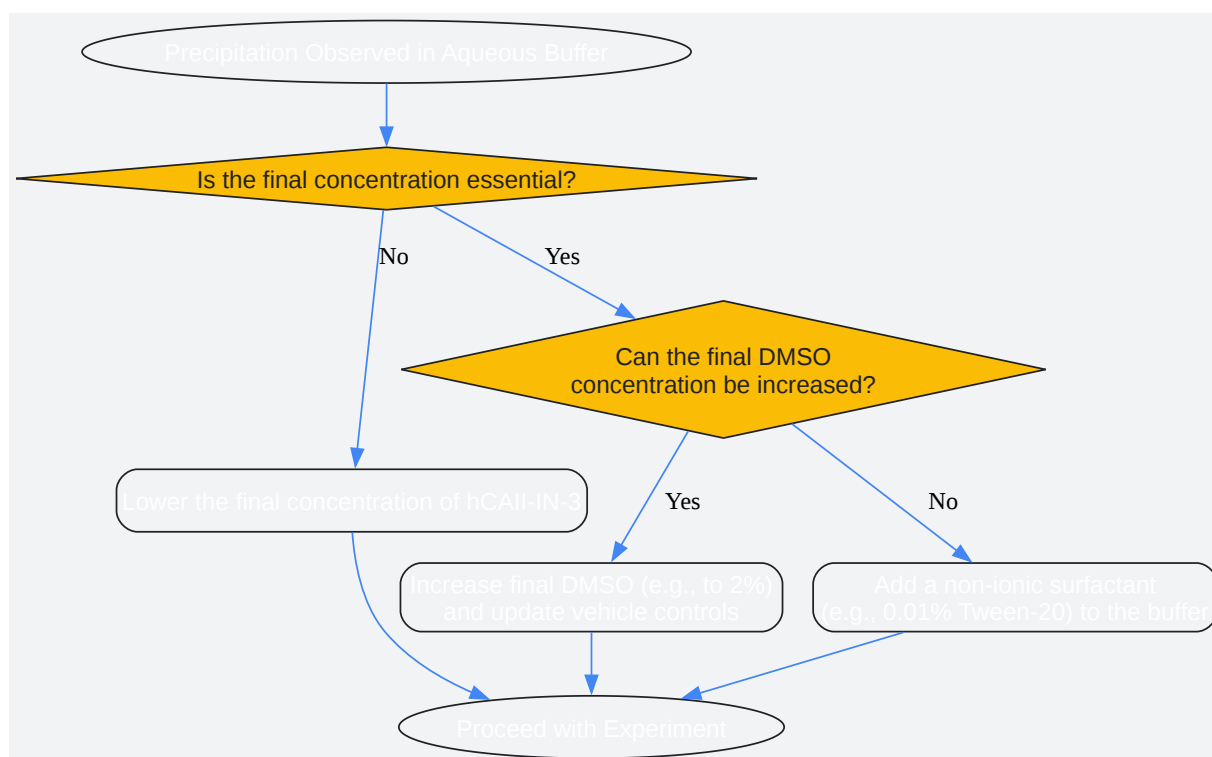 Precipitation Observed in Aqueous Buffer
Is the final concentration essential?
No
Yes
Can the final DMSO
concentration be increased?
Lower the final concentration of hCAII-IN-3
Yes
No
Increase final DMSO (e.g., to 2%)
and update vehicle controls
Add a non-ionic surfactant
(e.g., 0.01% Tween-20) to the buffer
Proceed with Experiment